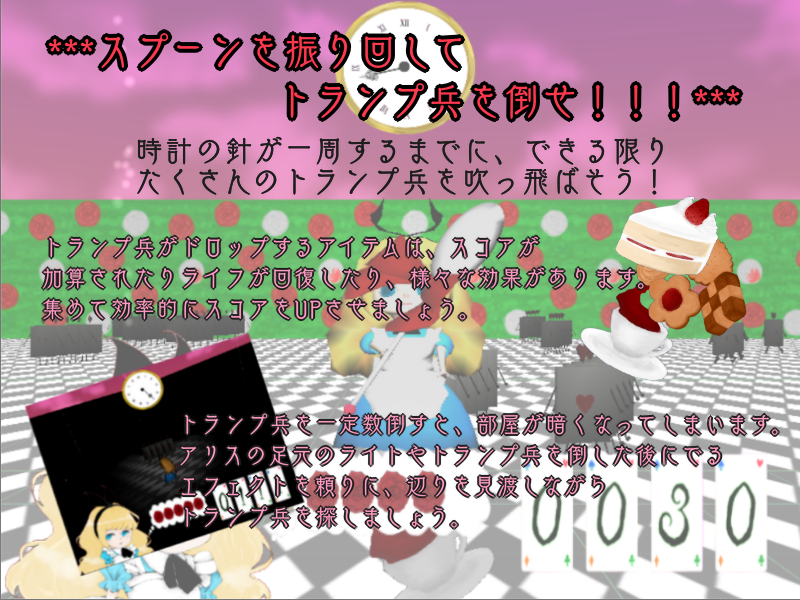 ***スプーンを振り回して
トランプ兵を倒せ！！！***
時計の針が一周するまでに、できる限り
たくさんのトランプ兵を吹っ飛ばそう！
トランプ兵がドロップするアイテムは、スコアが
加算されたりライフが回復したり、様々な効果があります。
集めて効率的にスコアをUPさせましょう。
トランプ兵を一定数倒すと、部屋が暗くなってしまいます。
アリスの足元のライトやトランプ兵を倒した後にでる
エフェクトを頼りに、辺りを見渡しながら
トランプ兵を探しましょう。
0030